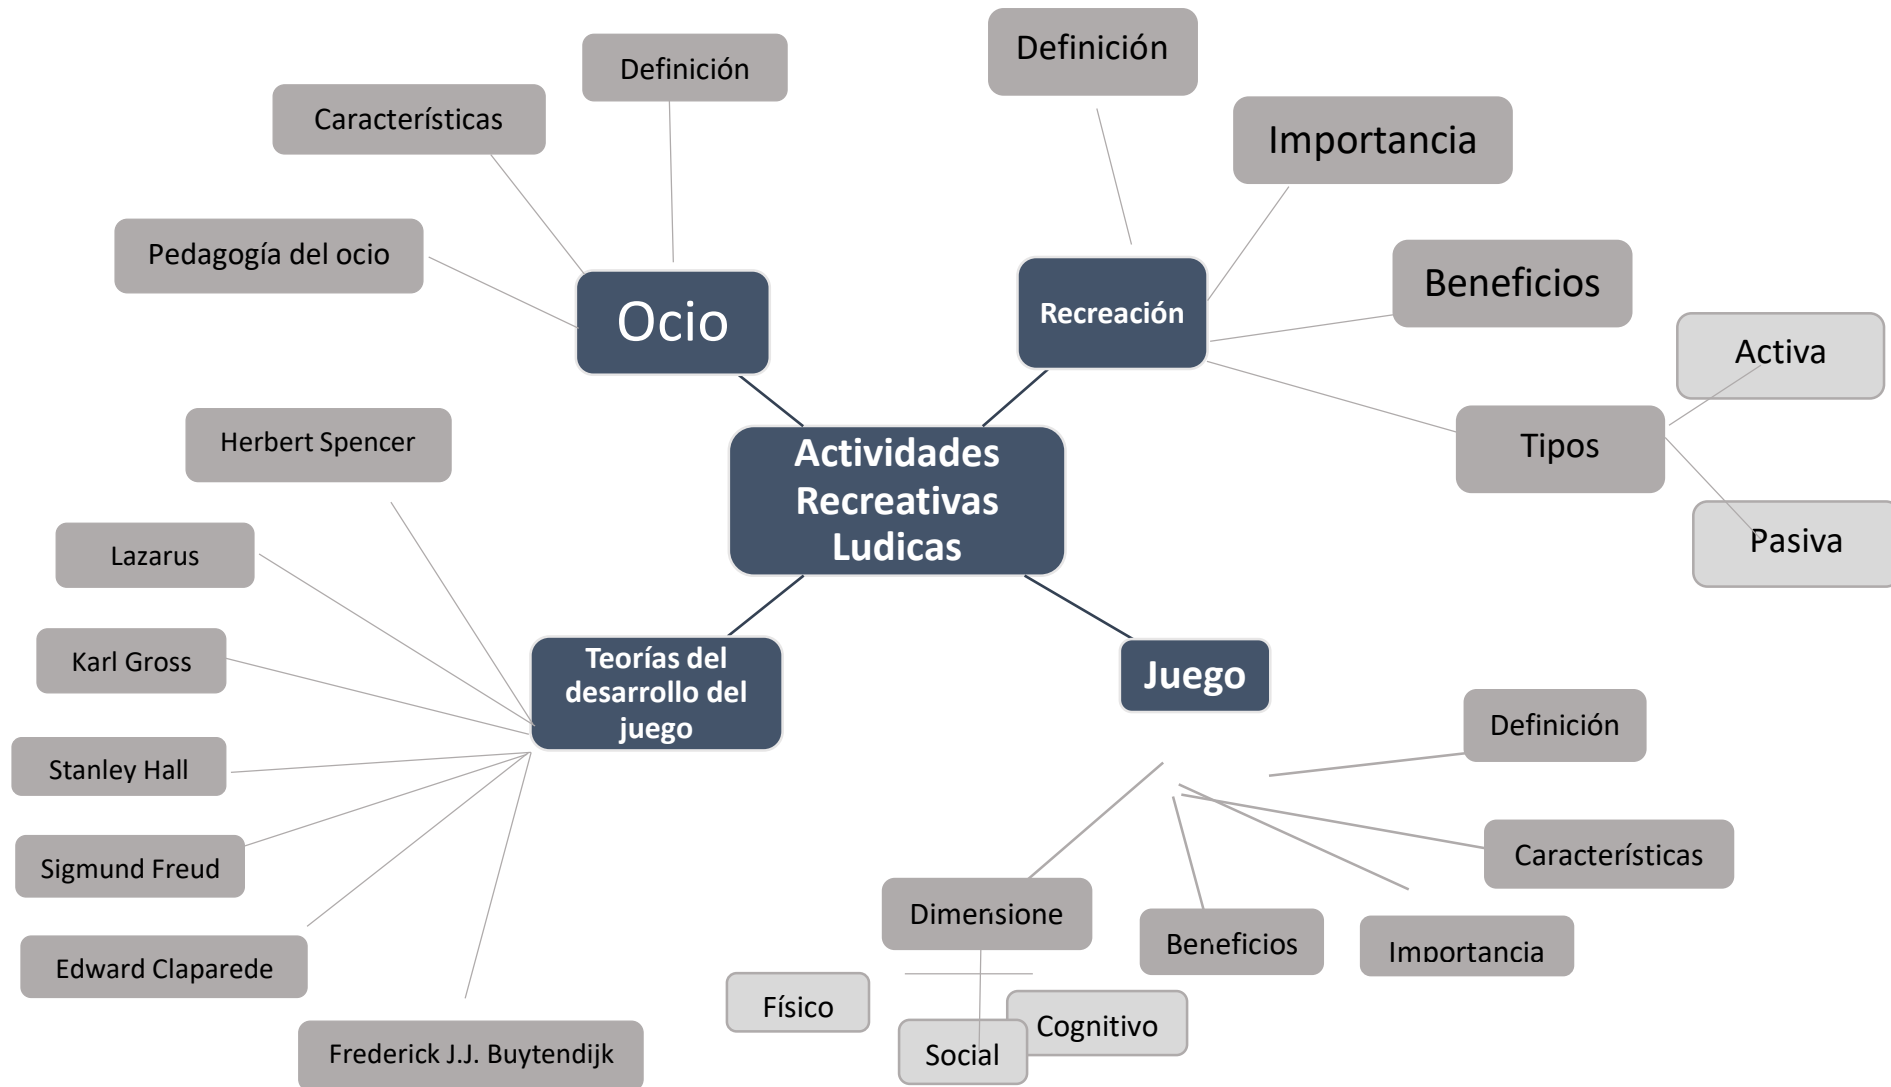 Definición
Características
Pedagogía del ocio
Ocio
Definición
Importancia
Beneficios
Recreación
Activa
Tipos
Pasiva
Actividades
Recreativas
Ludicas
Herbert Spencer
Lazarus
Karl Gross
Stanley Hall
Sigmund Freud
Edward Claparede
Frederick J.J. Buytendijk
Teorías del
desarrollo del
juego
Juego
Definición
Características
Importancia
Beneficios
Dimensione
Físico
Social
Cognitivo